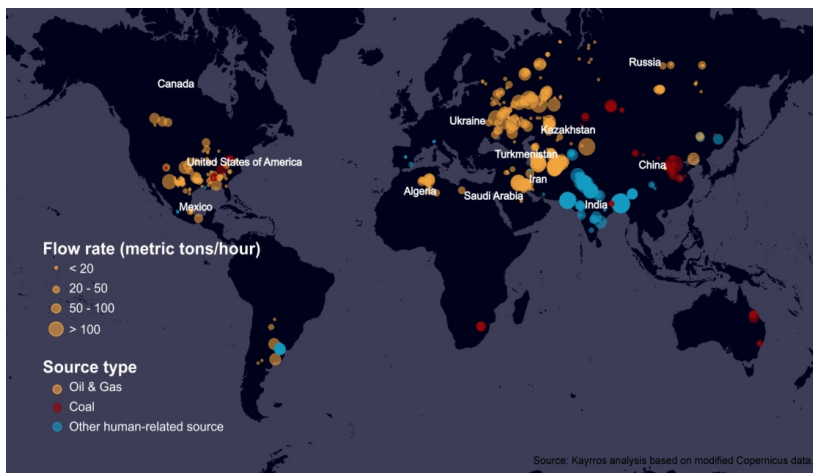 Canada
Russia
Ukraine
Kazakhstan
United States of America
Turkmenistan
China
Iran
Algeria
Saudi Arabia
Mexico
India
Flow rate (metric tons/hour)
< 20
20 - 50
50 - 100
> 100
Source type
Oil & Gas
Coal
Other human-related source
Source: Kayrros analysis based on modified Copernicus data